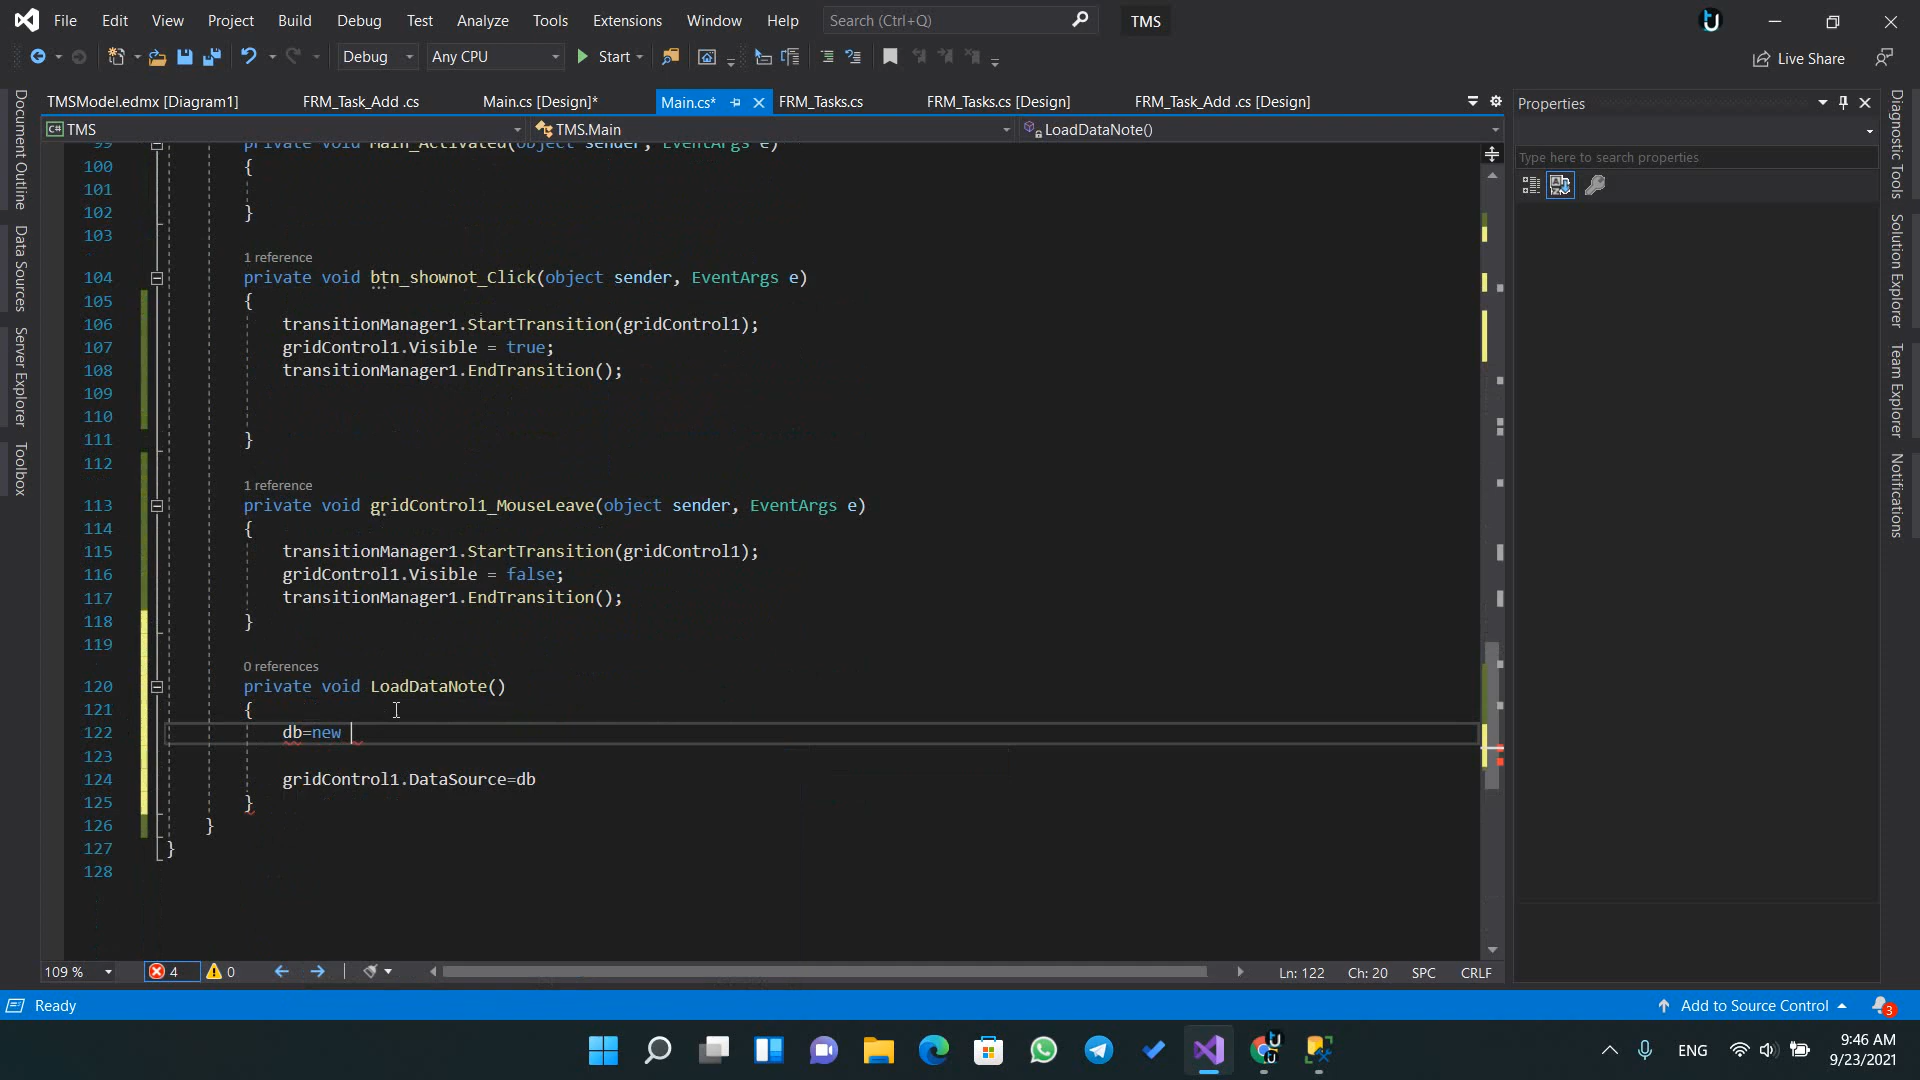 File Edit View Project Build Debug Test Analyze Tools Extensions Window Help Search (Ctrl+Q) TMS
Debug Any CPU Start Live Share
TMSModel.edmx [Diagram1] FRM_Task_Add .cs Main.cs [Design]* Main.cs* FRM_Tasks.cs FRM_Tasks.cs [Design] FRM_Task_Add .cs [Design]
TMS TMS.Main LoadDataNote()
99 private void Main_Activated(object sender, EventArgs e)
100 {
101
102 }
103
1 reference
104 private void btn_shownot_Click(object sender, EventArgs e)
105 {
106 transitionManager1.StartTransition(gridControl1);
107 gridControl1.Visible = true;
108 transitionManager1.EndTransition();
109
110
111 }
112
1 reference
113 private void gridControl1_MouseLeave(object sender, EventArgs e)
114 {
115 transitionManager1.StartTransition(gridControl1);
116 gridControl1.Visible = false;
117 transitionManager1.EndTransition();
118 }
119
0 references
120 private void LoadDataNote()
121 {
122 db=new
123
124 gridControl1.DataSource=db
125 }
126 }
127 }
128
109 % 4 0 Ln: 122 Ch: 20 SPC CRLF
Ready Add to Source Control 3
Document Outline
Data Sources
Server Explorer
Toolbox
Properties
Type here to search properties
Diagnostic Tools
Solution Explorer
Team Explorer
Notifications
ENG
9:46 AM
9/23/2021